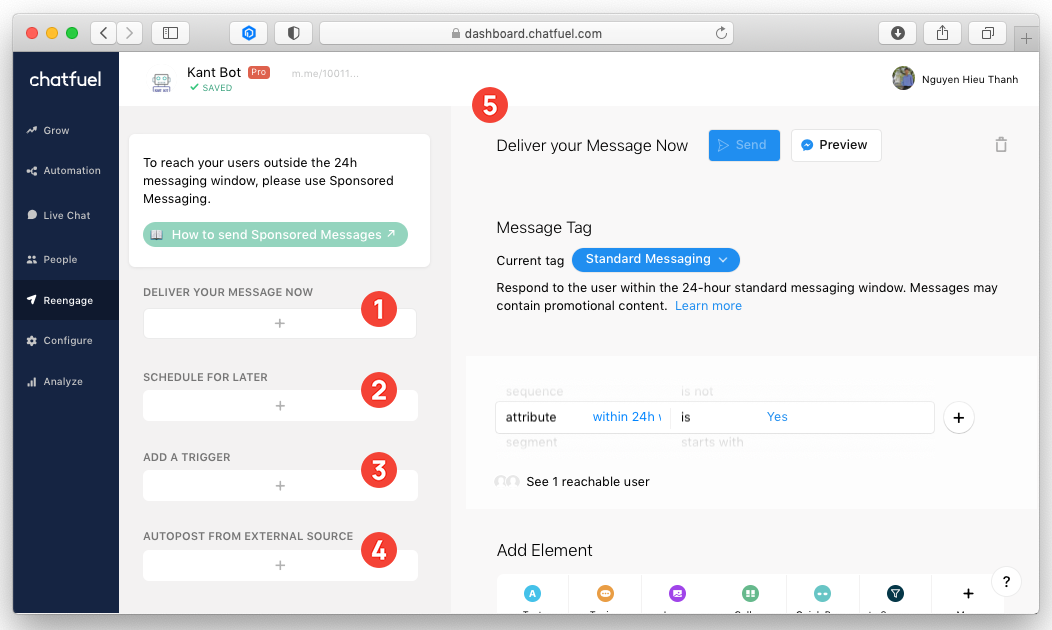 dashboard.chatfuel.com
chatfuel
Kant Bot Pro
SAVED
m.me/10011...
Nguyen Hieu Thanh
Grow
Automation
Live Chat
People
Reengage
Configure
Analyze
To reach your users outside the 24h
messaging window, please use Sponsored
Messaging.
How to send Sponsored Messages ↗
DELIVER YOUR MESSAGE NOW
+
1
SCHEDULE FOR LATER
+
2
ADD A TRIGGER
+
3
AUTOPOST FROM EXTERNAL SOURCE
+
4
5
Deliver your Message Now
Send
Preview
Message Tag
Current tag Standard Messaging
Respond to the user within the 24-hour standard messaging window. Messages may
contain promotional content. Learn more
sequence is not
attribute within 24h is Yes
+
segment starts with
See 1 reachable user
Add Element
A
+
?